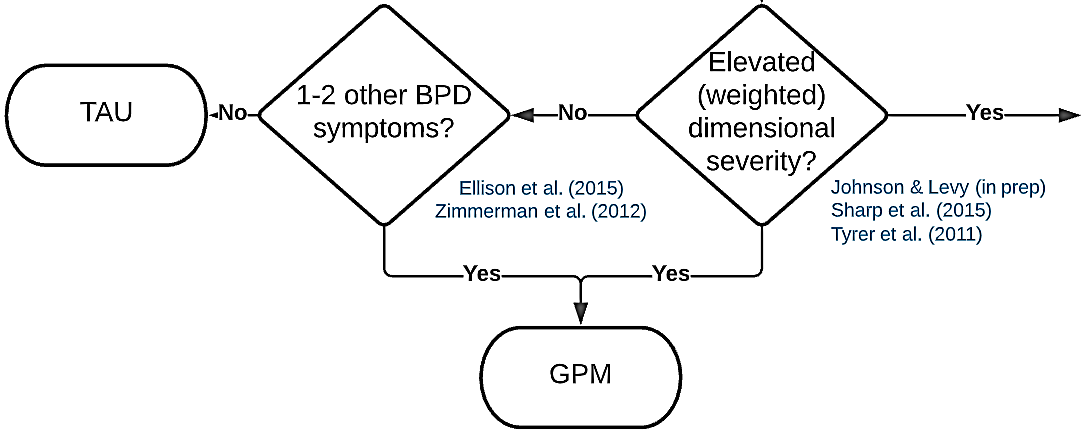 TAU
No
1-2 other BPD
symptoms?
No
Elevated
(weighted)
dimensional
severity?
Yes
Ellison et al. (2015)
Zimmerman et al. (2012)
Johnson & Levy (in prep)
Sharp et al. (2015)
Tyrer et al. (2011)
Yes
Yes
GPM